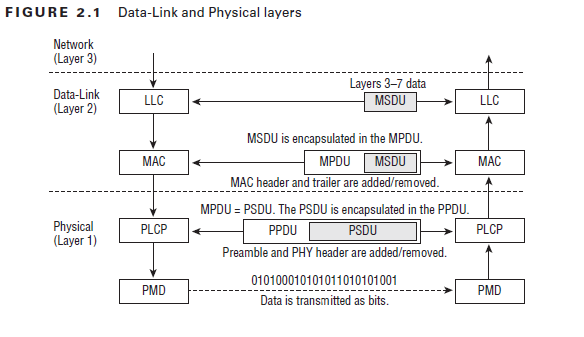 FIGURE 2.1 Data-Link and Physical layers
Network
(Layer 3)
Layers 3–7 data
Data-Link
(Layer 2)
LLC
MSDU
LLC
MSDU is encapsulated in the MPDU.
MAC
MPDU
MSDU
MAC
MAC header and trailer are added/removed.
MPDU = PSDU. The PSDU is encapsulated in the PPDU.
Physical
(Layer 1)
PLCP
PPDU
PSDU
PLCP
Preamble and PHY header are added/removed.
010100010101011010101001
PMD
PMD
Data is transmitted as bits.